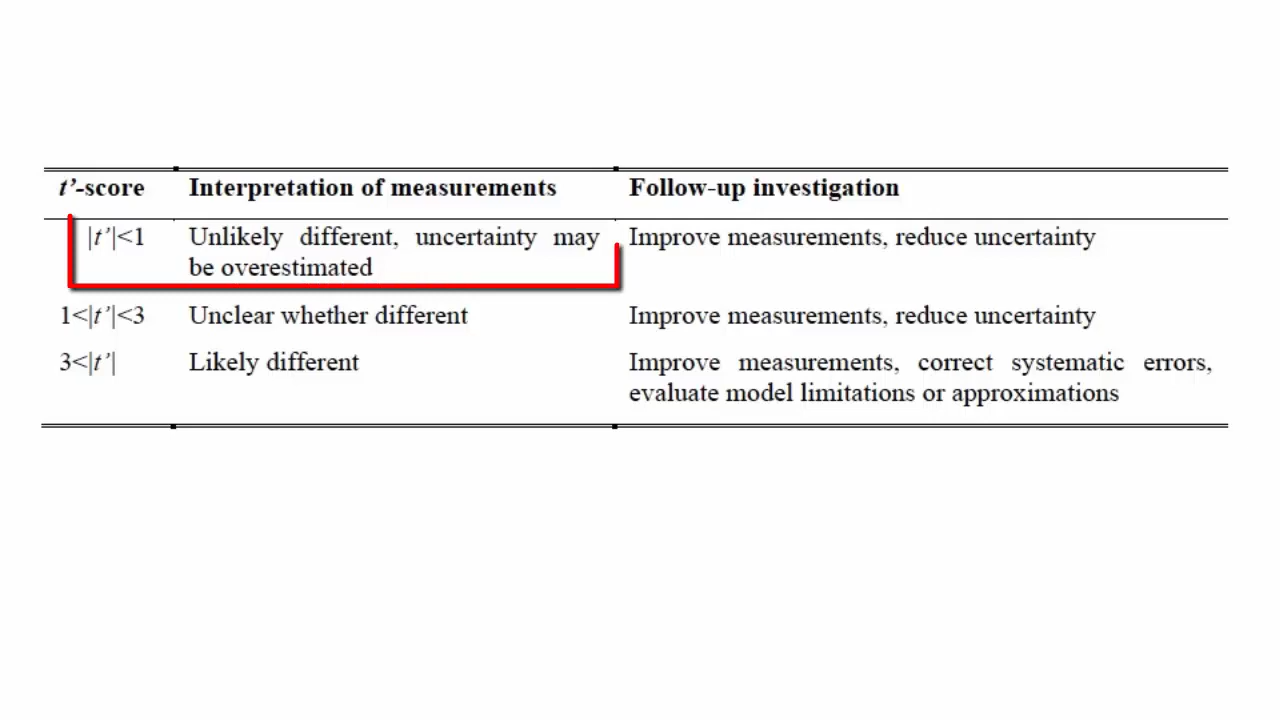 t’-score Interpretation of measurements Follow-up investigation
|t’|<1 Unlikely different, uncertainty may Improve measurements, reduce uncertainty
be overestimated
1<|t’|<3 Unclear whether different Improve measurements, reduce uncertainty
3<|t’| Likely different Improve measurements, correct systematic errors,
evaluate model limitations or approximations